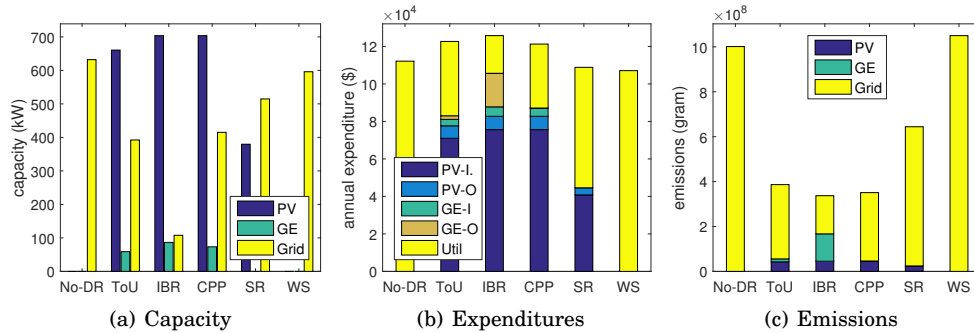 capacity (kW)
700
600
500
400
300
200
100
0
No-DR ToU IBR CPP SR WS
PV
GE
Grid
(a) Capacity
×10⁴
annual expenditure ($)
12
10
8
6
4
2
0
No-DR ToU IBR CPP SR WS
PV-I.
PV-O
GE-I
GE-O
Util
(b) Expenditures
×10⁸
emissions (gram)
10
8
6
4
2
0
No-DR ToU IBR CPP SR WS
PV
GE
Grid
(c) Emissions